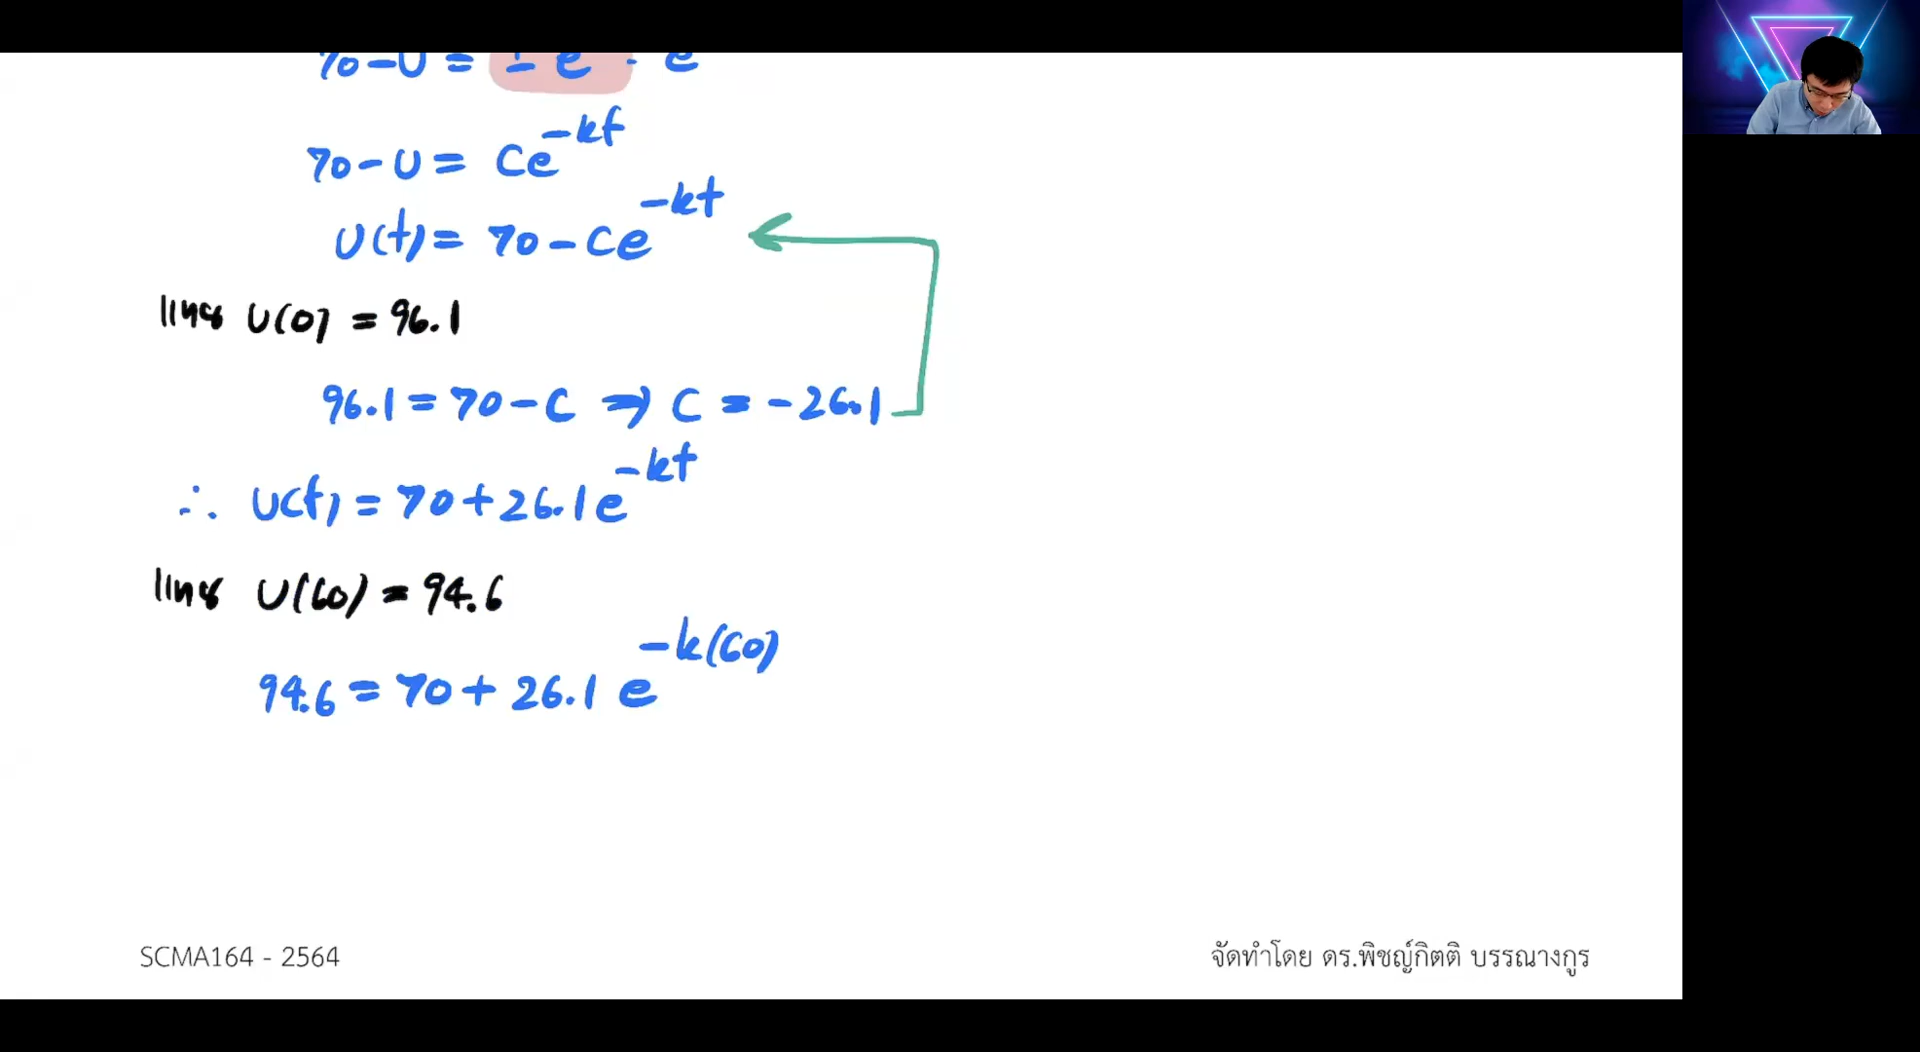 70-U = ± e · e
70-U = Ce^{-kt}
U(t) = 70-Ce^{-kt}
แทน U(0) = 96.1
96.1 = 70-C ⇒ C = -26.1
∴ U(t) = 70+26.1e^{-kt}
แทน U(60) = 94.6
94.6 = 70+26.1 e^{-k(60)}
SCMA164 - 2564
จัดทำโดย ดร.พิชญ์กิตติ บรรณางกูร